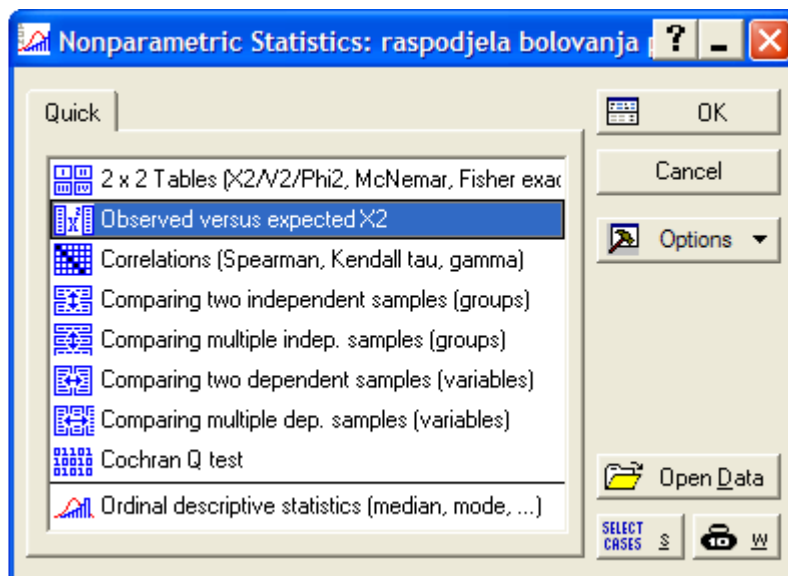 Nonparametric Statistics: raspodjela bolovanja
?
Quick
OK
2 x 2 Tables (X2/V2/Phi2, McNemar, Fisher exac
Cancel
Observed versus expected X2
Options
Correlations (Spearman, Kendall tau, gamma)
Comparing two independent samples (groups)
Comparing multiple indep. samples (groups)
Comparing two dependent samples (variables)
Comparing multiple dep. samples (variables)
Cochran Q test
Open Data
Ordinal descriptive statistics (median, mode, ...)
SELECT CASES S
W